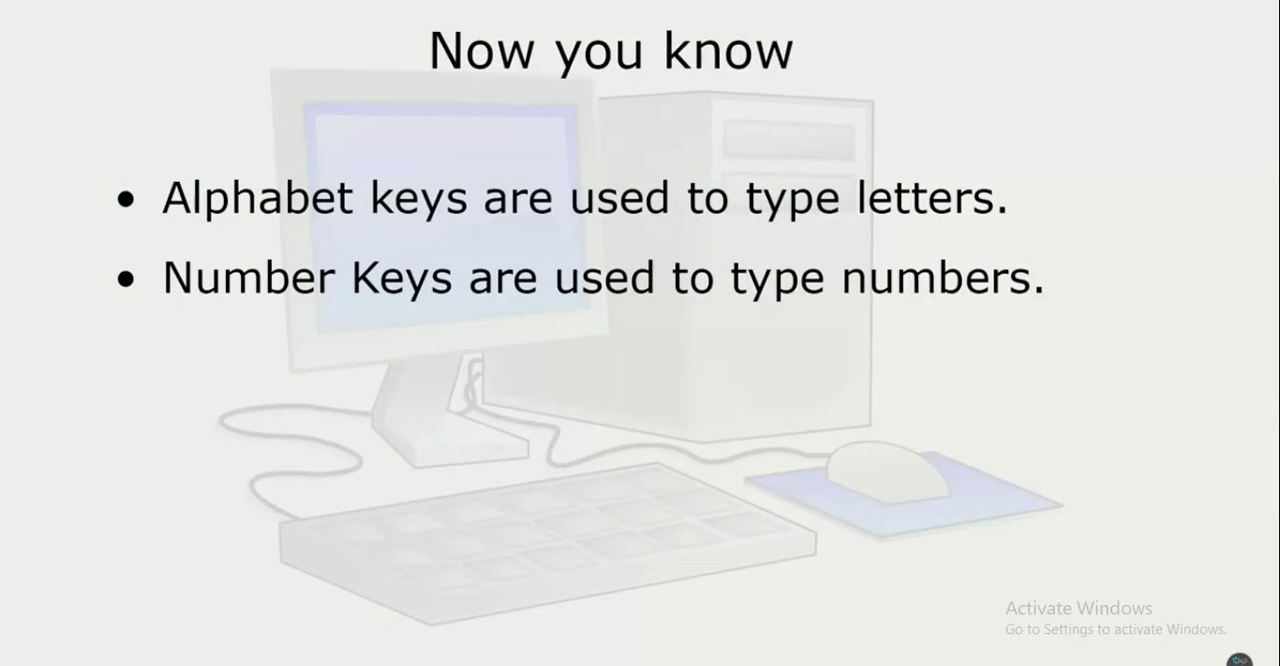 Now you know
• Alphabet keys are used to type letters.
• Number Keys are used to type numbers.
Activate Windows
Go to Settings to activate Windows.